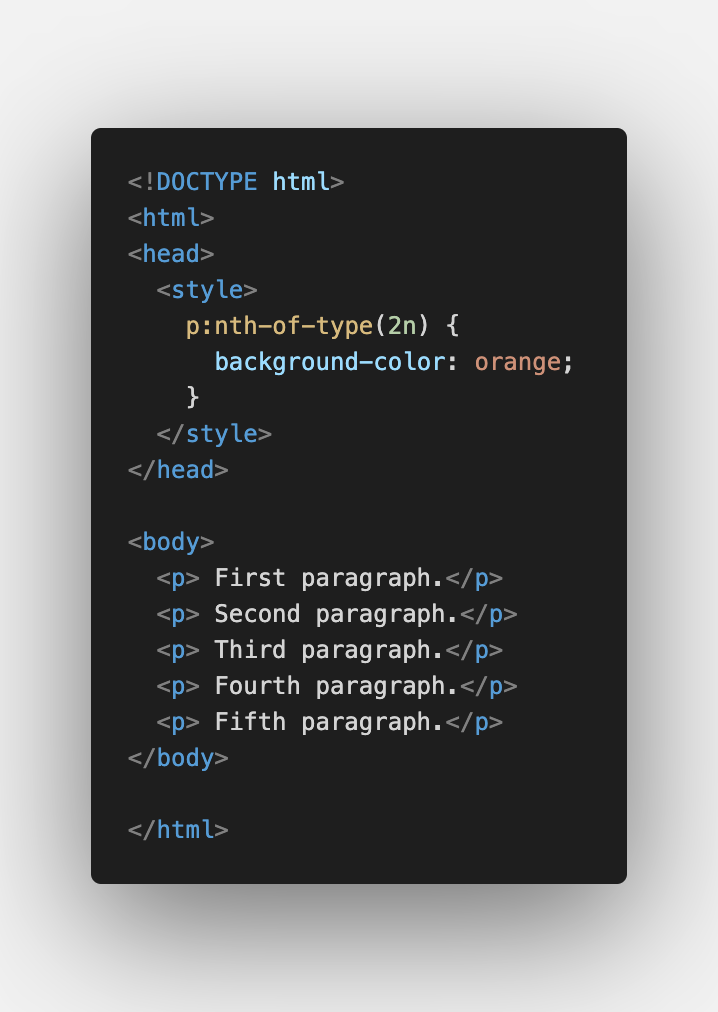 <!DOCTYPE html>
<html>
<head>
  <style>
    p:nth-of-type(2n) {
      background-color: orange;
    }
  </style>
</head>

<body>
  <p> First paragraph.</p>
  <p> Second paragraph.</p>
  <p> Third paragraph.</p>
  <p> Fourth paragraph.</p>
  <p> Fifth paragraph.</p>
</body>

</html>